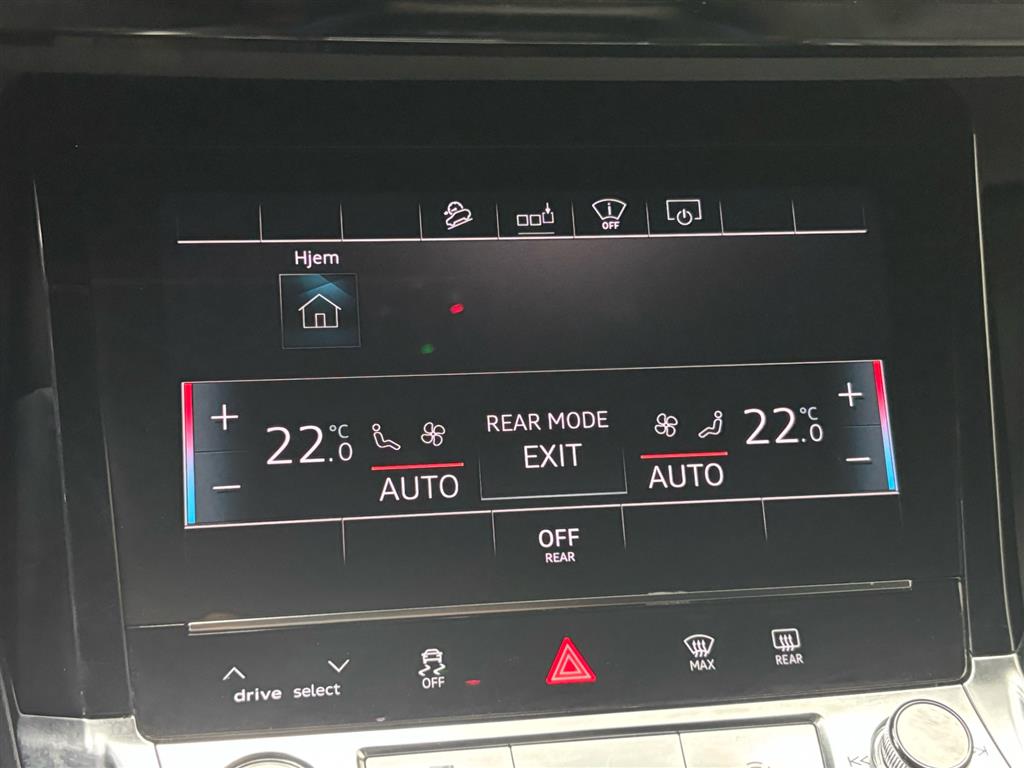 OFF
Hjem
22.0 °C
AUTO
REAR MODE
EXIT
22.0 °C
AUTO
OFF
REAR
drive select
OFF
MAX
REAR